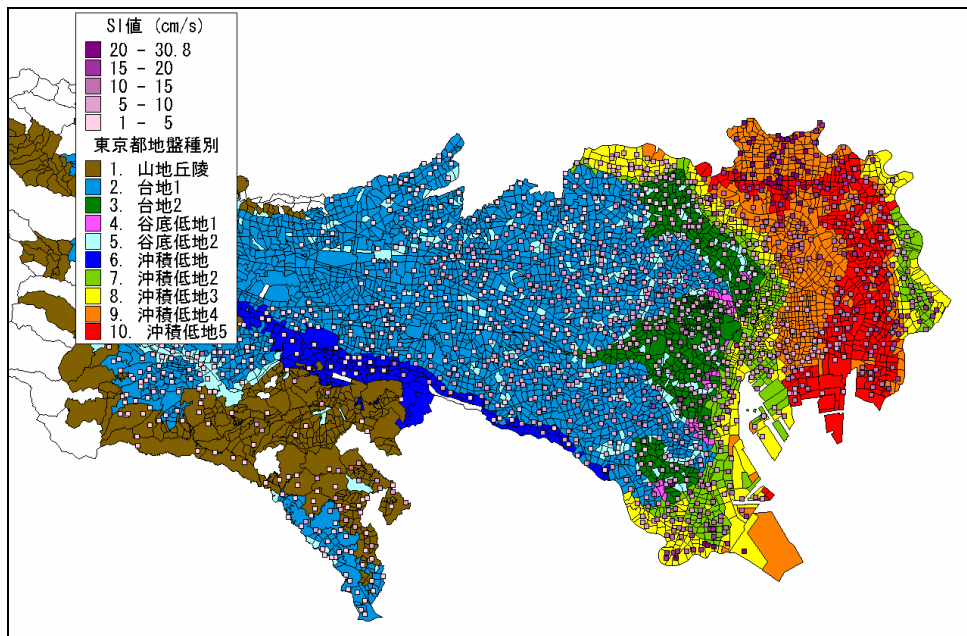 SI値 (cm/s)
20 - 30.8
15 - 20
10 - 15
5 - 10
1 - 5
東京都地盤種別
1. 山地丘陵
2. 台地1
3. 台地2
4. 谷底低地1
5. 谷底低地2
6. 沖積低地
7. 沖積低地2
8. 沖積低地3
9. 沖積低地4
10. 沖積低地5